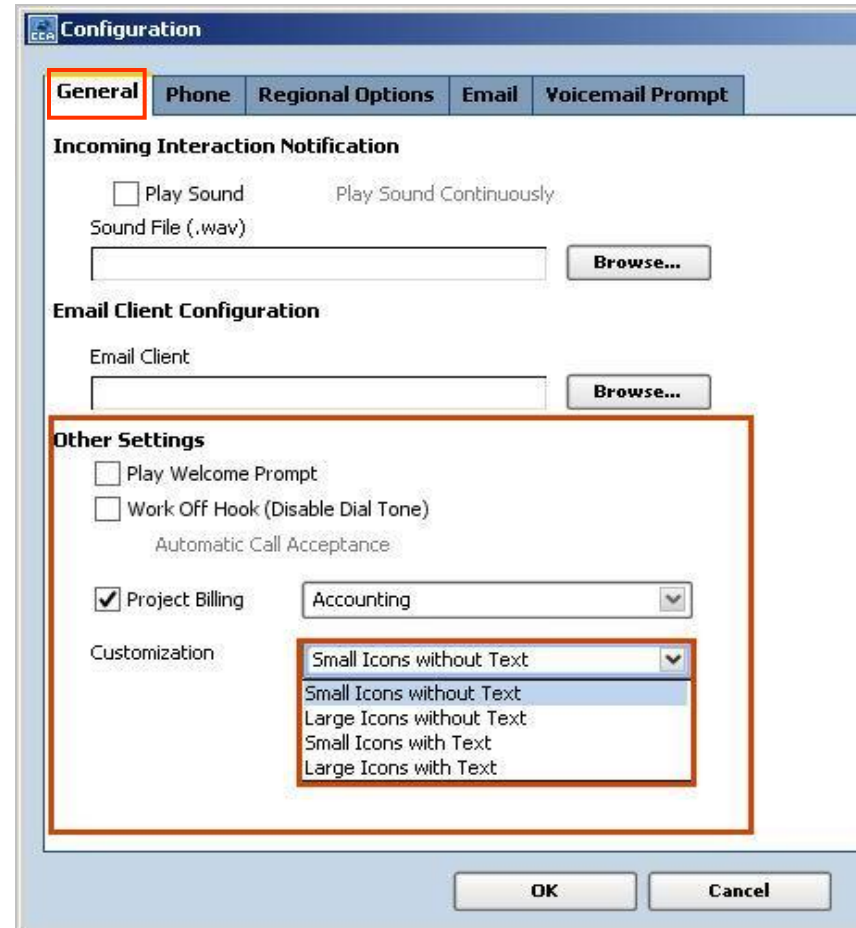 CCA Configuration
General Phone Regional Options Email Voicemail Prompt
Incoming Interaction Notification
Play Sound Play Sound Continuously
Sound File (.wav)
Browse...
Email Client Configuration
Email Client
Browse...
Other Settings
Play Welcome Prompt
Work Off Hook (Disable Dial Tone)
Automatic Call Acceptance
Project Billing Accounting
Customization Small Icons without Text
Small Icons without Text
Large Icons without Text
Small Icons with Text
Large Icons with Text
OK Cancel